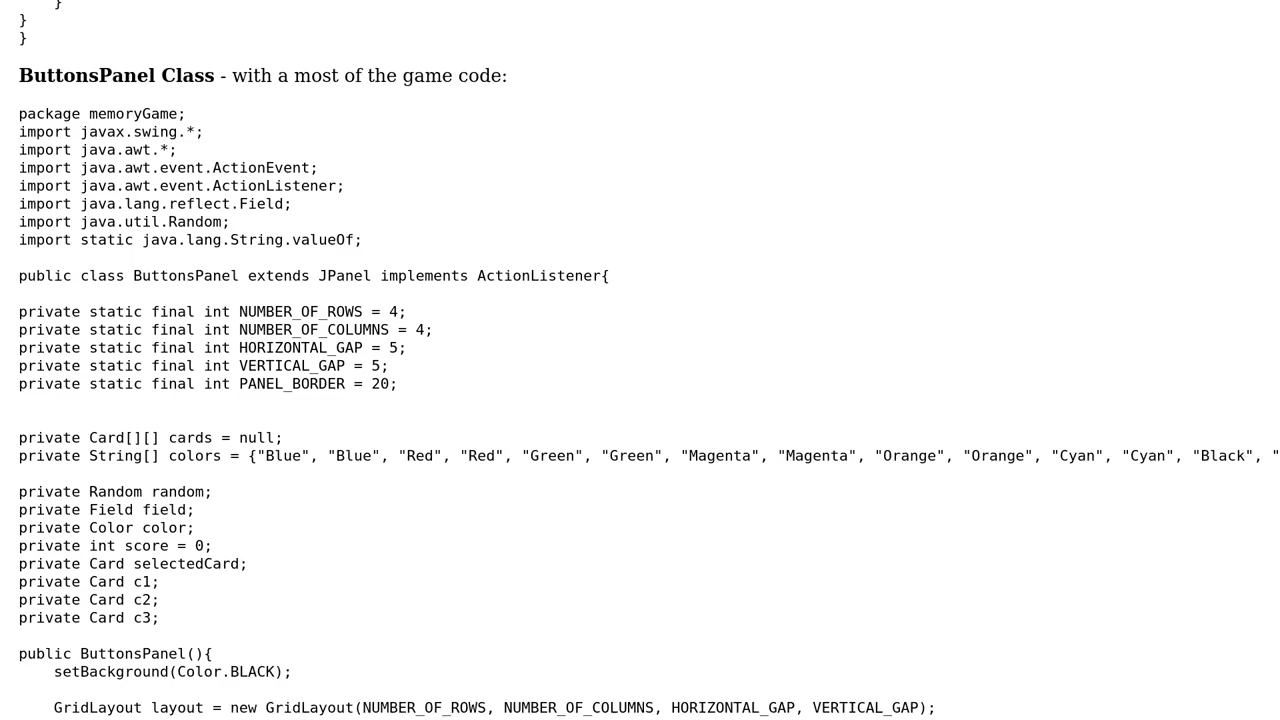 }
}
}
ButtonsPanel Class - with a most of the game code:
package memoryGame;
import javax.swing.*;
import java.awt.*;
import java.awt.event.ActionEvent;
import java.awt.event.ActionListener;
import java.lang.reflect.Field;
import java.util.Random;
import static java.lang.String.valueOf;
public class ButtonsPanel extends JPanel implements ActionListener{
private static final int NUMBER_OF_ROWS = 4;
private static final int NUMBER_OF_COLUMNS = 4;
private static final int HORIZONTAL_GAP = 5;
private static final int VERTICAL_GAP = 5;
private static final int PANEL_BORDER = 20;
private Card[][] cards = null;
private String[] colors = {"Blue", "Blue", "Red", "Red", "Green", "Green", "Magenta", "Magenta", "Orange", "Orange", "Cyan", "Cyan", "Black", "
private Random random;
private Field field;
private Color color;
private int score = 0;
private Card selectedCard;
private Card c1;
private Card c2;
private Card c3;
public ButtonsPanel(){
    setBackground(Color.BLACK);
    GridLayout layout = new GridLayout(NUMBER_OF_ROWS, NUMBER_OF_COLUMNS, HORIZONTAL_GAP, VERTICAL_GAP);